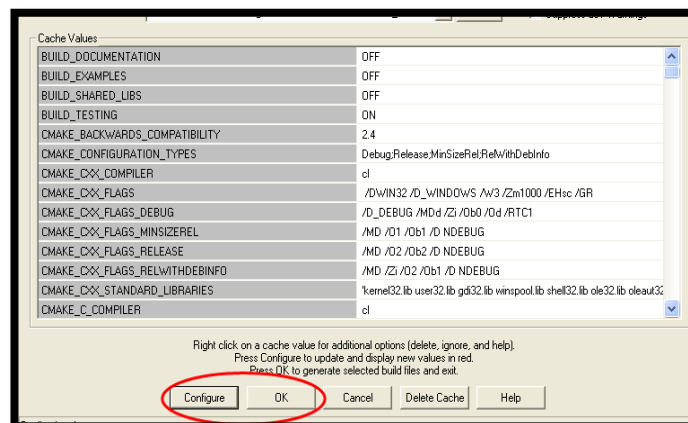 Cache Values
BUILD_DOCUMENTATION OFF
BUILD_EXAMPLES OFF
BUILD_SHARED_LIBS OFF
BUILD_TESTING ON
CMAKE_BACKWARDS_COMPATIBILITY 2.4
CMAKE_CONFIGURATION_TYPES Debug;Release;MinSizeRel;RelWithDebInfo
CMAKE_CXX_COMPILER cl
CMAKE_CXX_FLAGS /DWIN32 /D_WINDOWS /W3 /Zm1000 /EHsc /GR
CMAKE_CXX_FLAGS_DEBUG /D_DEBUG /MDd /Zi /Ob0 /Od /RTC1
CMAKE_CXX_FLAGS_MINSIZEREL /MD /O1 /Ob1 /D NDEBUG
CMAKE_CXX_FLAGS_RELEASE /MD /O2 /Ob2 /D NDEBUG
CMAKE_CXX_FLAGS_RELWITHDEBINFO /MD /Zi /O2 /Ob1 /D NDEBUG
CMAKE_CXX_STANDARD_LIBRARIES 'kernel32.lib user32.lib gdi32.lib winspool.lib shell32.lib ole32.lib oleaut32
CMAKE_C_COMPILER cl
Right click on a cache value for additional options (delete, ignore, and help).
Press Configure to update and display new values in red.
Press OK to generate selected build files and exit.
Configure OK Cancel Delete Cache Help